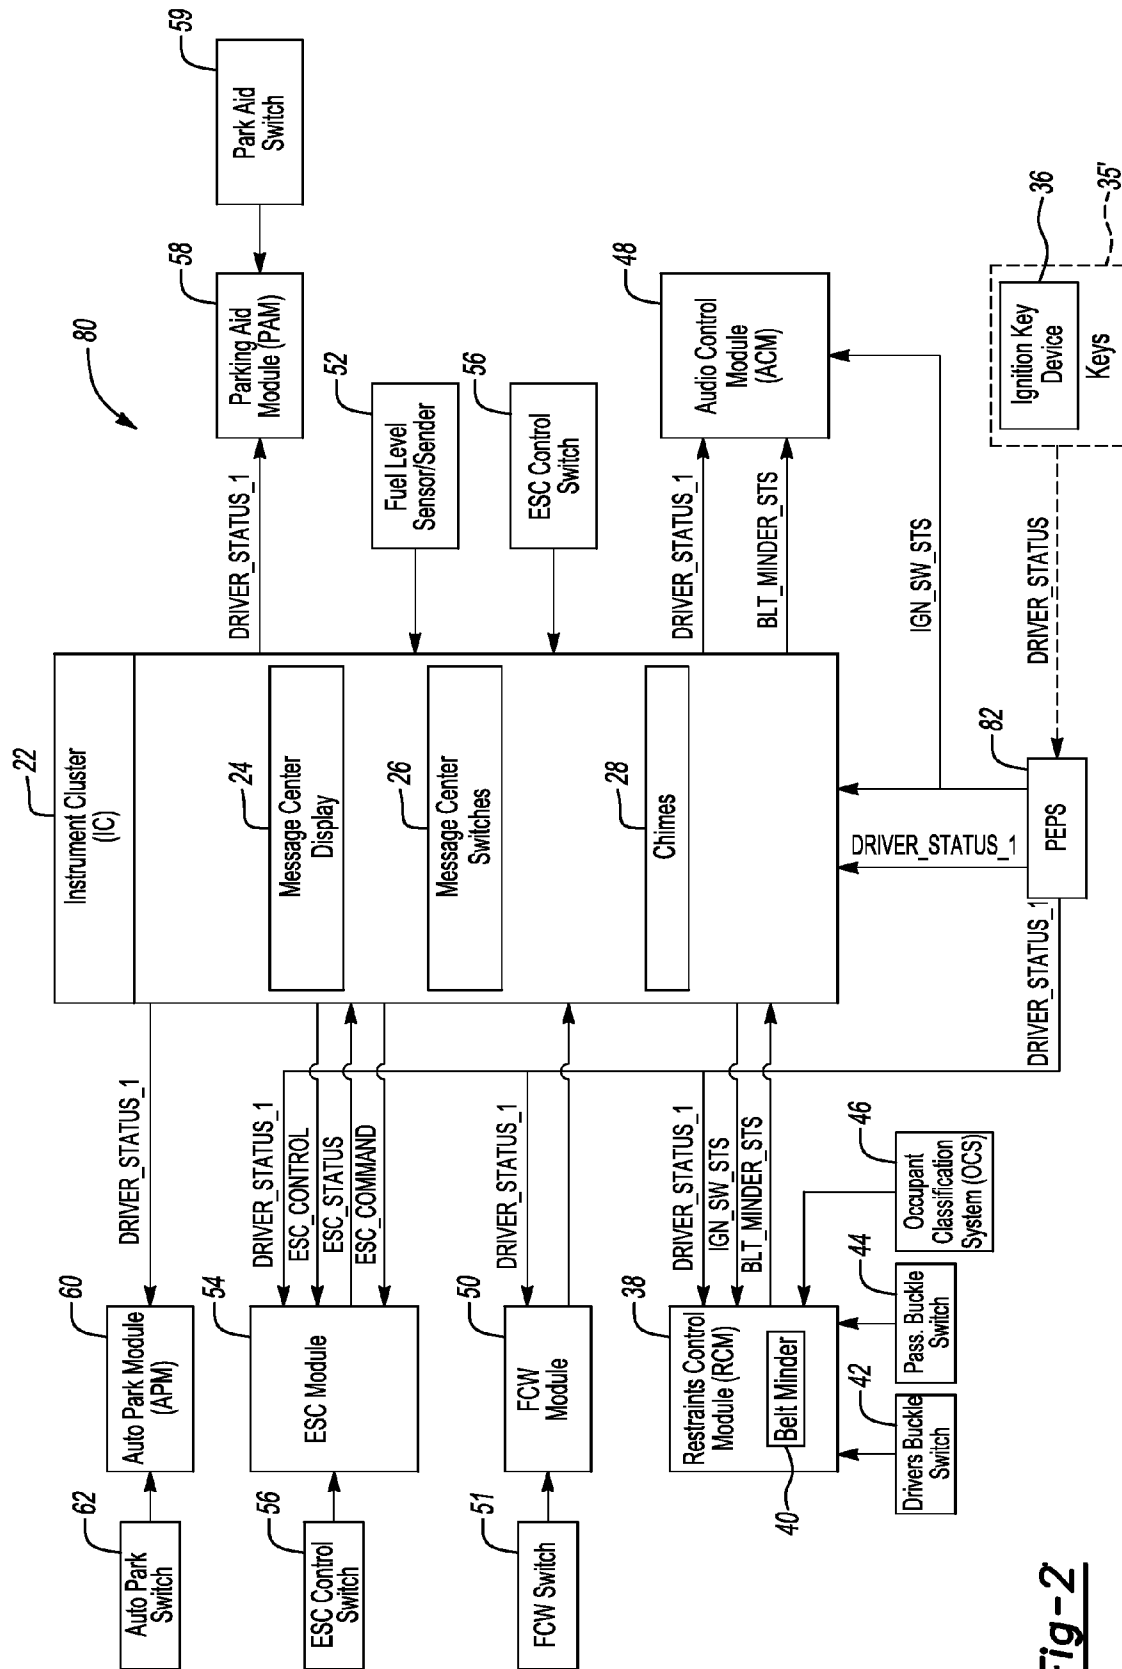 80
22
Instrument Cluster
(IC)
24
Message Center
Display
26
Message Center
Switches
28
Chimes
62
Auto Park
Switch
60
Auto Park Module
(APM)
DRIVER_STATUS_1
56
ESC Control
Switch
54
ESC Module
DRIVER_STATUS_1
ESC_CONTROL
ESC_STATUS
ESC_COMMAND
51
FCW Switch
50
FCW
Module
DRIVER_STATUS_1
38
Restraints Control
Module (RCM)
Belt Minder
40
DRIVER_STATUS_1
IGN_SW_STS
BLT_MINDER_STS
42
Drivers Buckle
Switch
44
Pass. Buckle
Switch
46
Occupant
Classification
System (OCS)
DRIVER_STATUS_1
58
Parking Aid
Module (PAM)
59
Park Aid
Switch
52
Fuel Level
Sensor/Sender
56
ESC Control
Switch
DRIVER_STATUS_1
BLT_MINDER_STS
48
Audio Control
Module
(ACM)
IGN_SW_STS
DRIVER_STATUS_1
DRIVER_STATUS_1
82
PEPS
DRIVER_STATUS
36
Ignition Key
Device
Keys
35'
Fig-2